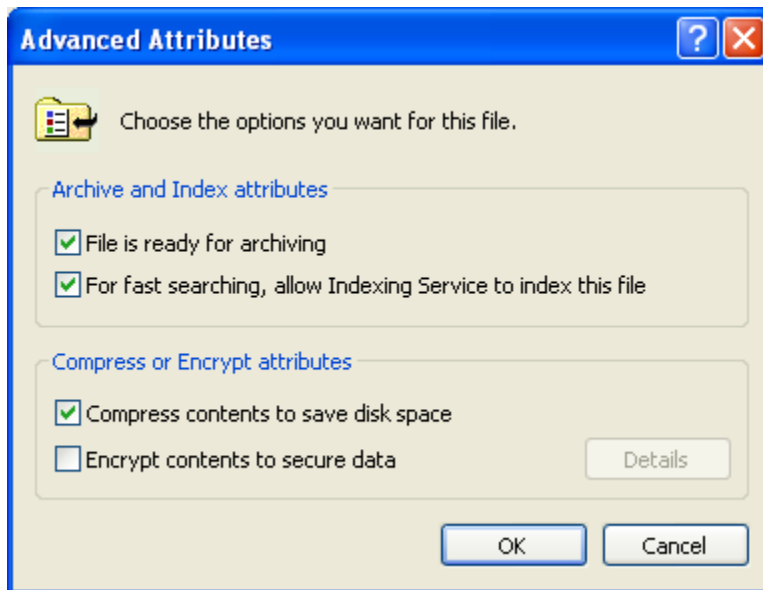 Advanced Attributes
?
Choose the options you want for this file.
Archive and Index attributes
File is ready for archiving
For fast searching, allow Indexing Service to index this file
Compress or Encrypt attributes
Compress contents to save disk space
Encrypt contents to secure data
Details
OK
Cancel